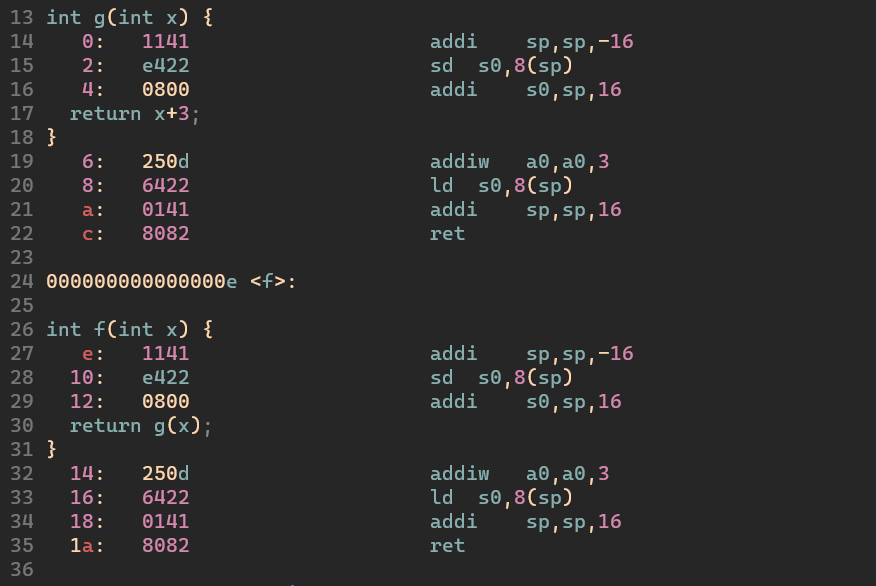 13 int g(int x) {
14    0:   1141                    addi    sp,sp,-16
15    2:   e422                    sd  s0,8(sp)
16    4:   0800                    addi    s0,sp,16
17   return x+3;
18 }
19    6:   250d                    addiw   a0,a0,3
20    8:   6422                    ld  s0,8(sp)
21    a:   0141                    addi    sp,sp,16
22    c:   8082                    ret
23
24 000000000000000e <f>:
25
26 int f(int x) {
27    e:   1141                    addi    sp,sp,-16
28   10:   e422                    sd  s0,8(sp)
29   12:   0800                    addi    s0,sp,16
30   return g(x);
31 }
32   14:   250d                    addiw   a0,a0,3
33   16:   6422                    ld  s0,8(sp)
34   18:   0141                    addi    sp,sp,16
35   1a:   8082                    ret
36